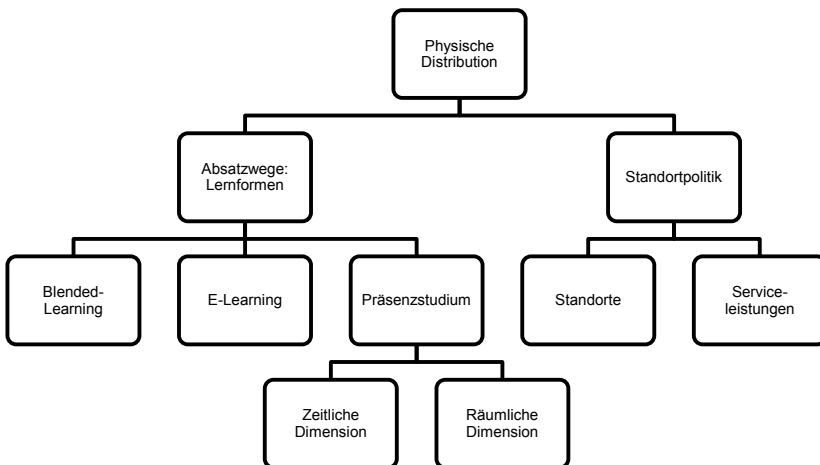 Physische
Distribution
Absatzwege:
Lernformen
Standortpolitik
Blended-
Learning
E-Learning
Präsenzstudium
Standorte
Service-
leistungen
Zeitliche
Dimension
Räumliche
Dimension